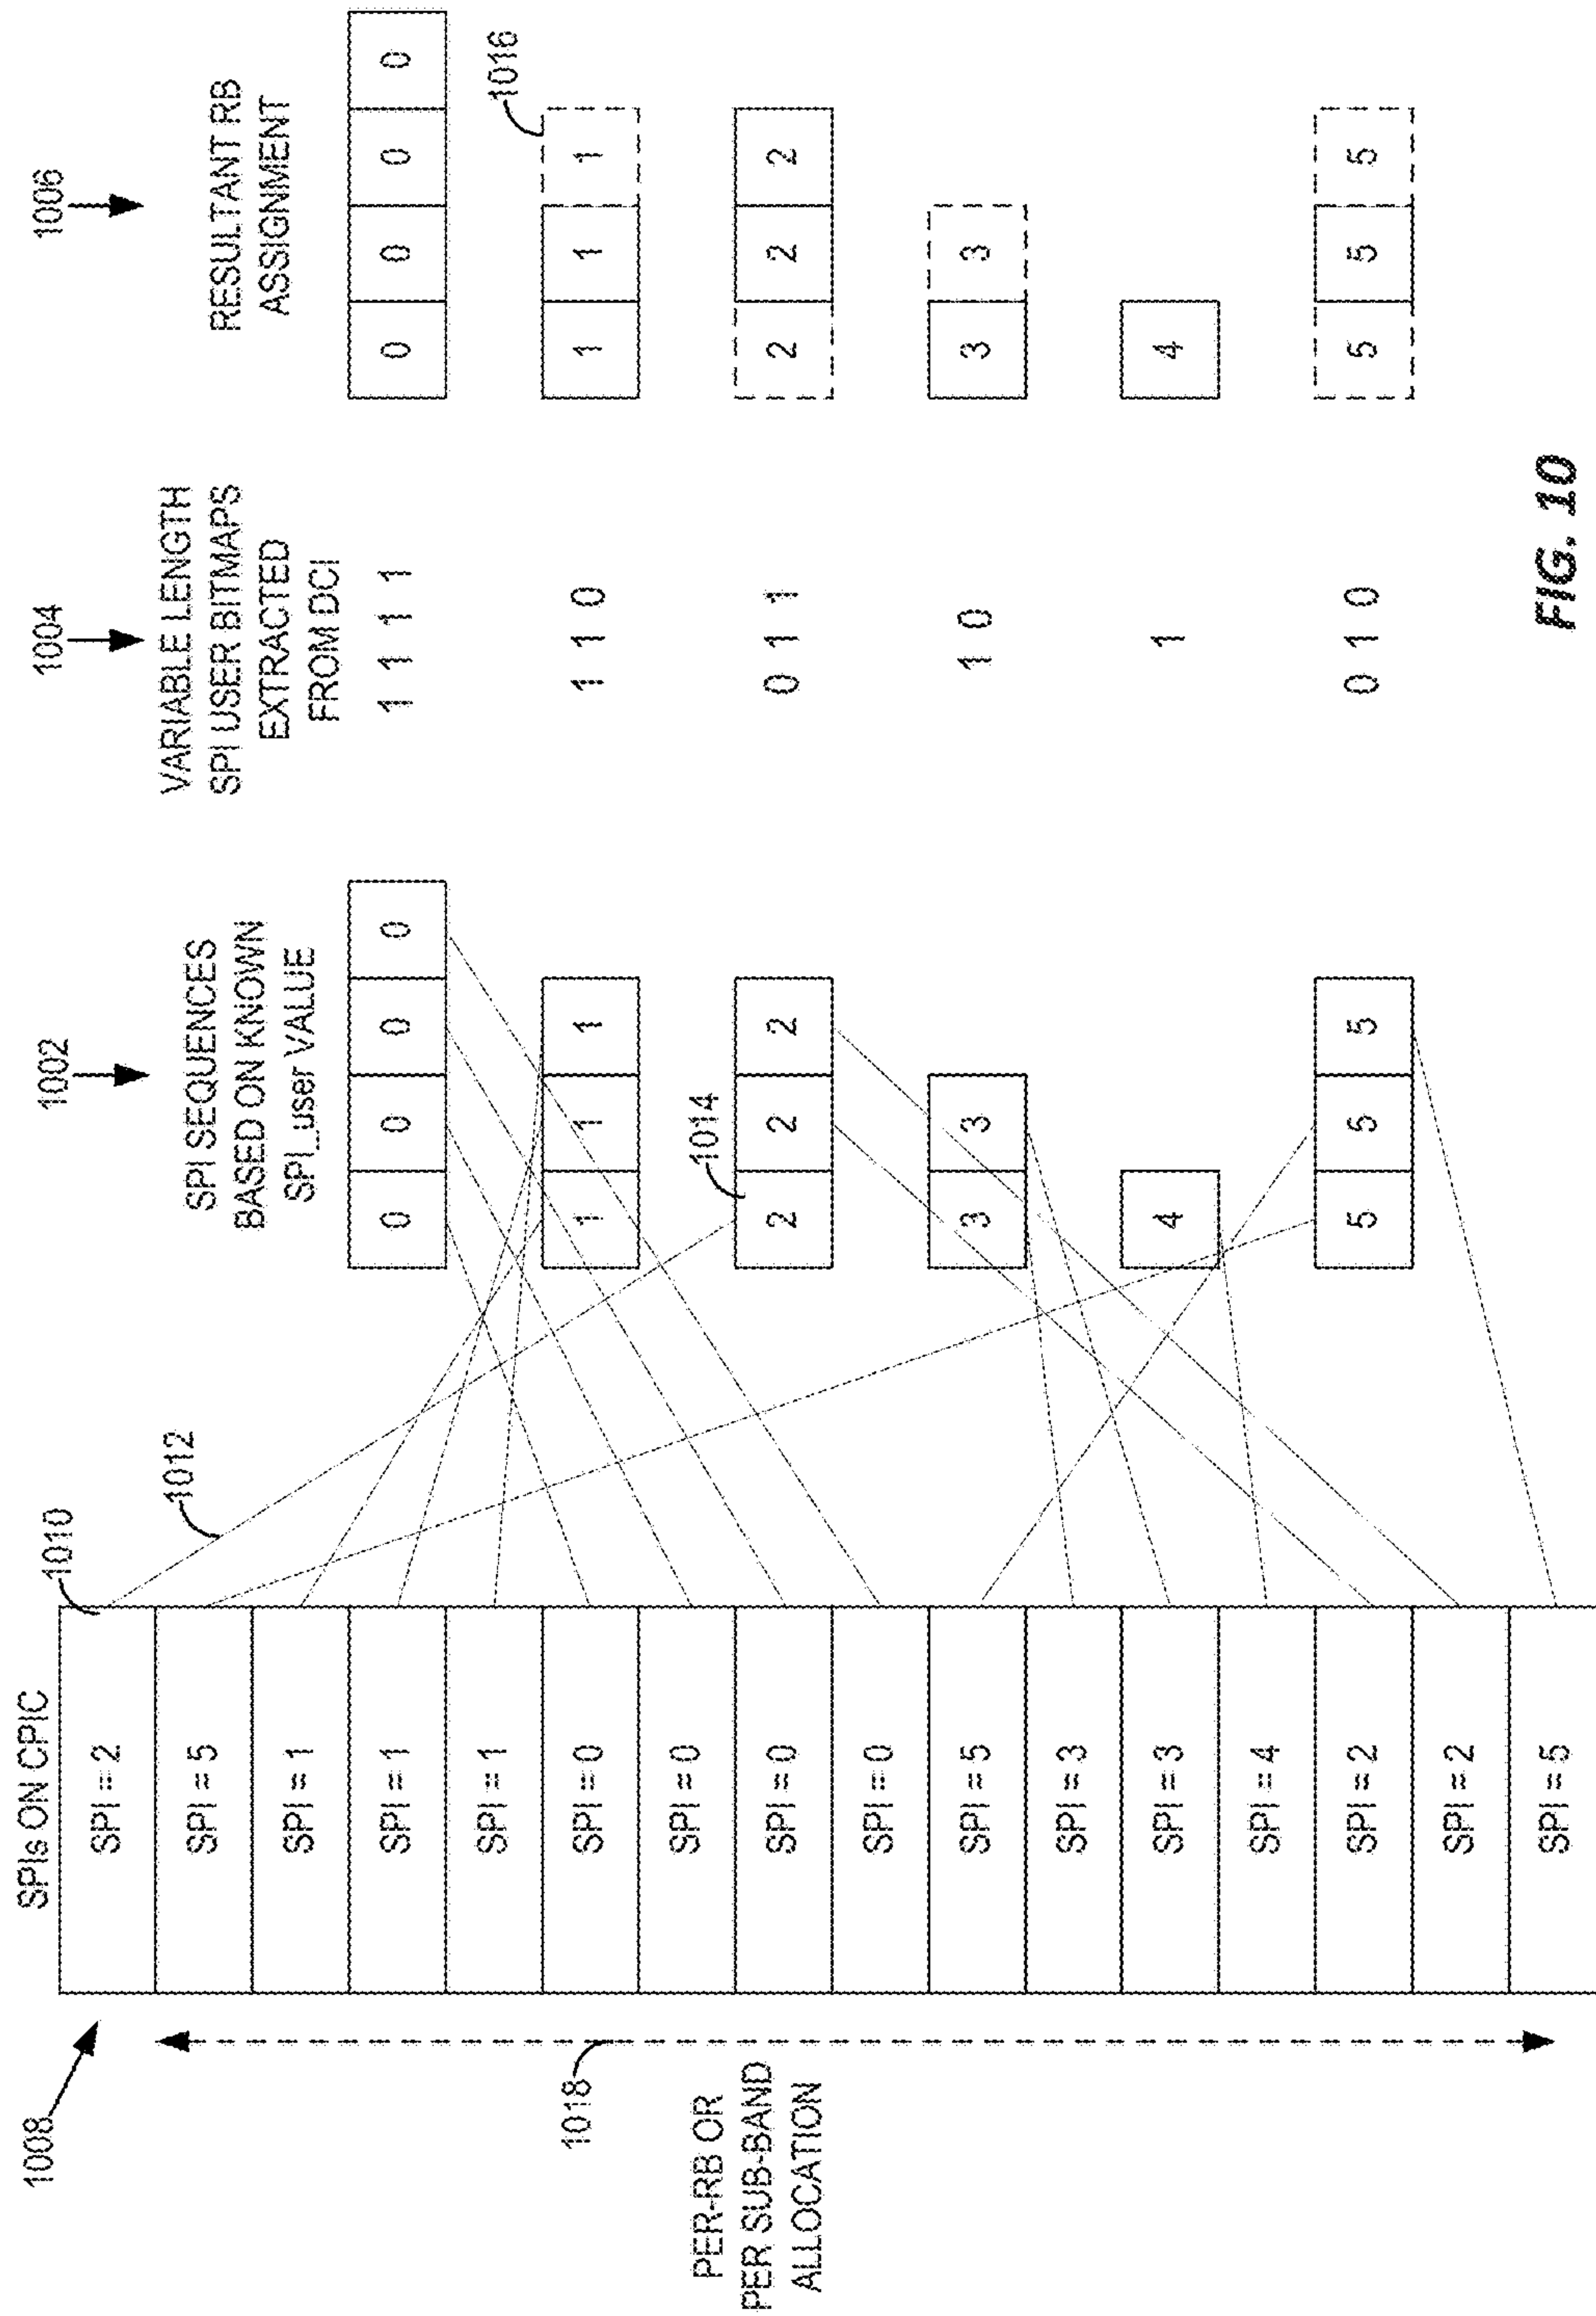 1008
SPIs ON CPIC
1010
SPI = 2
SPI = 5
SPI = 1
SPI = 1
SPI = 1
SPI = 0
SPI = 0
SPI = 0
SPI = 0
SPI = 5
SPI = 3
SPI = 3
SPI = 4
SPI = 2
SPI = 2
SPI = 5
1018
PER-RB OR
PER SUB-BAND
ALLOCATION
1012
1002
SPI SEQUENCES
BASED ON KNOWN
SPI_user VALUE
0 0 0 0
1 1 1
1014
2 2 2
3 3
4
5 5 5
1004
VARIABLE LENGTH
SPI USER BITMAPS
EXTRACTED
FROM DCI
1 1 1 1
1 1 0
0 1 1
1 0
1
0 1 0
1006
RESULTANT RB
ASSIGNMENT
0 0 0 0
1016
1 1 1
2 2 2
3 3
4
5 5 5
FIG. 10